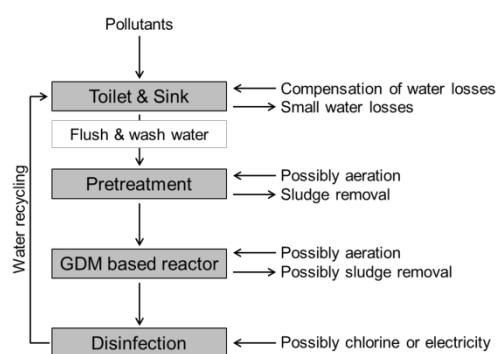 Pollutants
Toilet & Sink
Compensation of water losses
Small water losses
Flush & wash water
Pretreatment
Possibly aeration
Sludge removal
Water recycling
GDM based reactor
Possibly aeration
Possibly sludge removal
Disinfection
Possibly chlorine or electricity